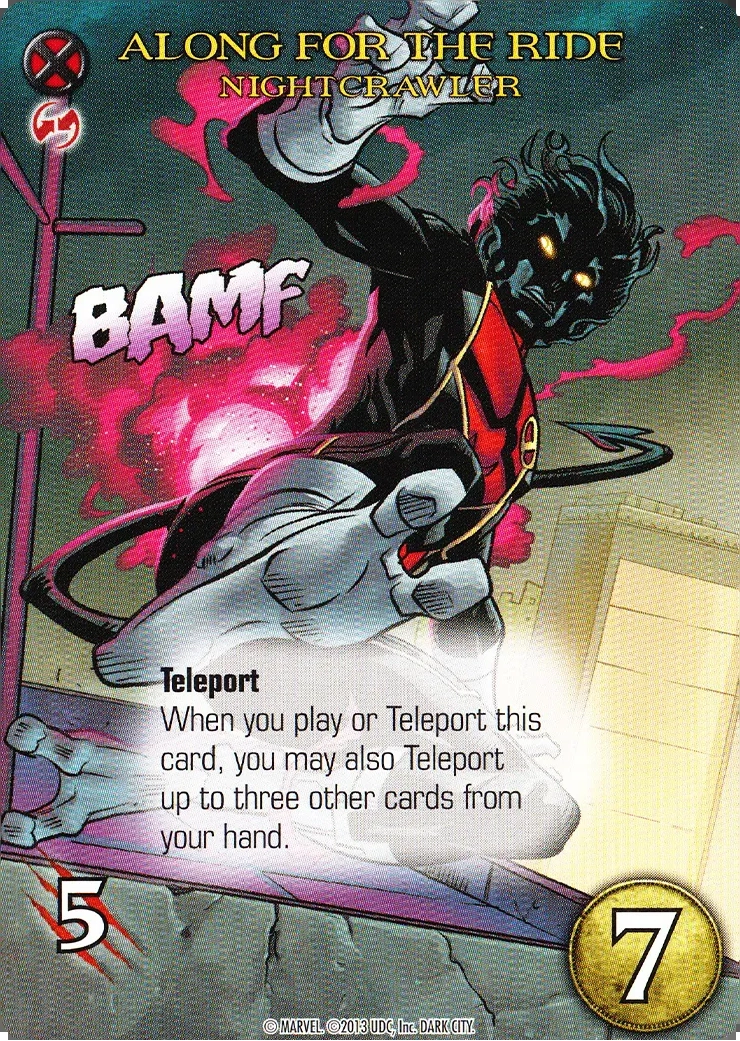 ALONG FOR THE RIDE
NIGHTCRAWLER
BAMF
Teleport
When you play or Teleport this
card, you may also Teleport
up to three other cards from
your hand.
5
7
© MARVEL. ©2013 UDC, Inc. DARK CITY.